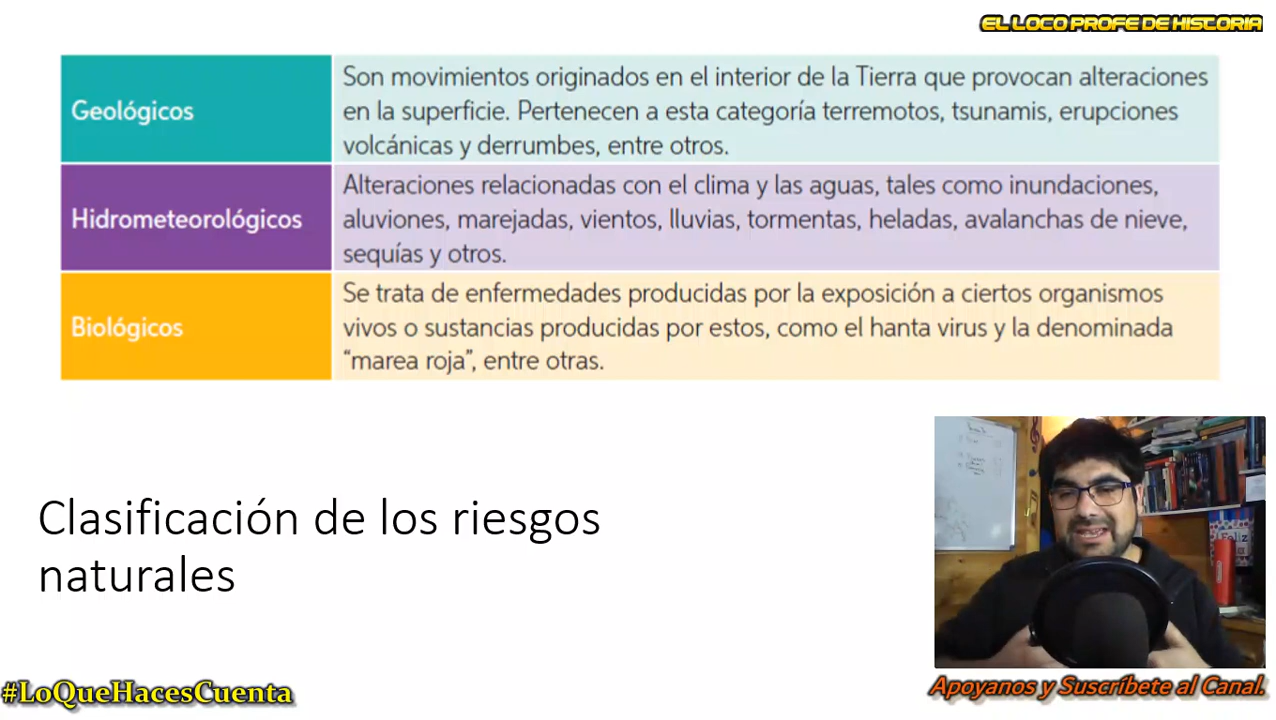 EL LOCO PROFE DE HISTORIA
Geológicos
Son movimientos originados en el interior de la Tierra que provocan alteraciones
en la superficie. Pertenecen a esta categoría terremotos, tsunamis, erupciones
volcánicas y derrumbes, entre otros.
Hidrometeorológicos
Alteraciones relacionadas con el clima y las aguas, tales como inundaciones,
aluviones, marejadas, vientos, lluvias, tormentas, heladas, avalanchas de nieve,
sequías y otros.
Biológicos
Se trata de enfermedades producidas por la exposición a ciertos organismos
vivos o sustancias producidas por estos, como el hanta virus y la denominada
“marea roja”, entre otras.
Clasificación de los riesgos
naturales
Feliz
#LoQueHacesCuenta
Apoyanos y Suscríbete al Canal.